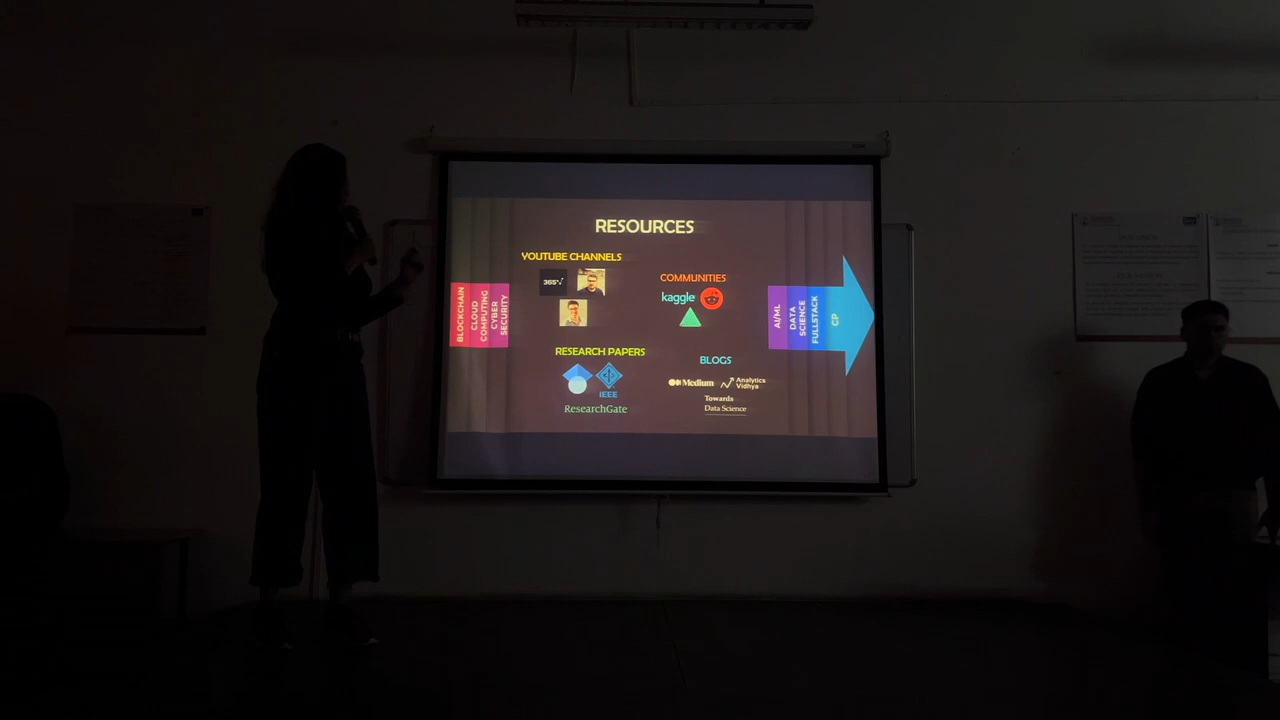 RESOURCES
YOUTUBE CHANNELS
365√
COMMUNITIES
kaggle
BLOCKCHAIN
CLOUD
COMPUTING
CYBER
SECURITY
AI/ML
DATA
SCIENCE
FULLSTACK
CP
RESEARCH PAPERS
IEEE
ResearchGate
BLOGS
Medium
Analytics
Vidhya
Towards
Data Science